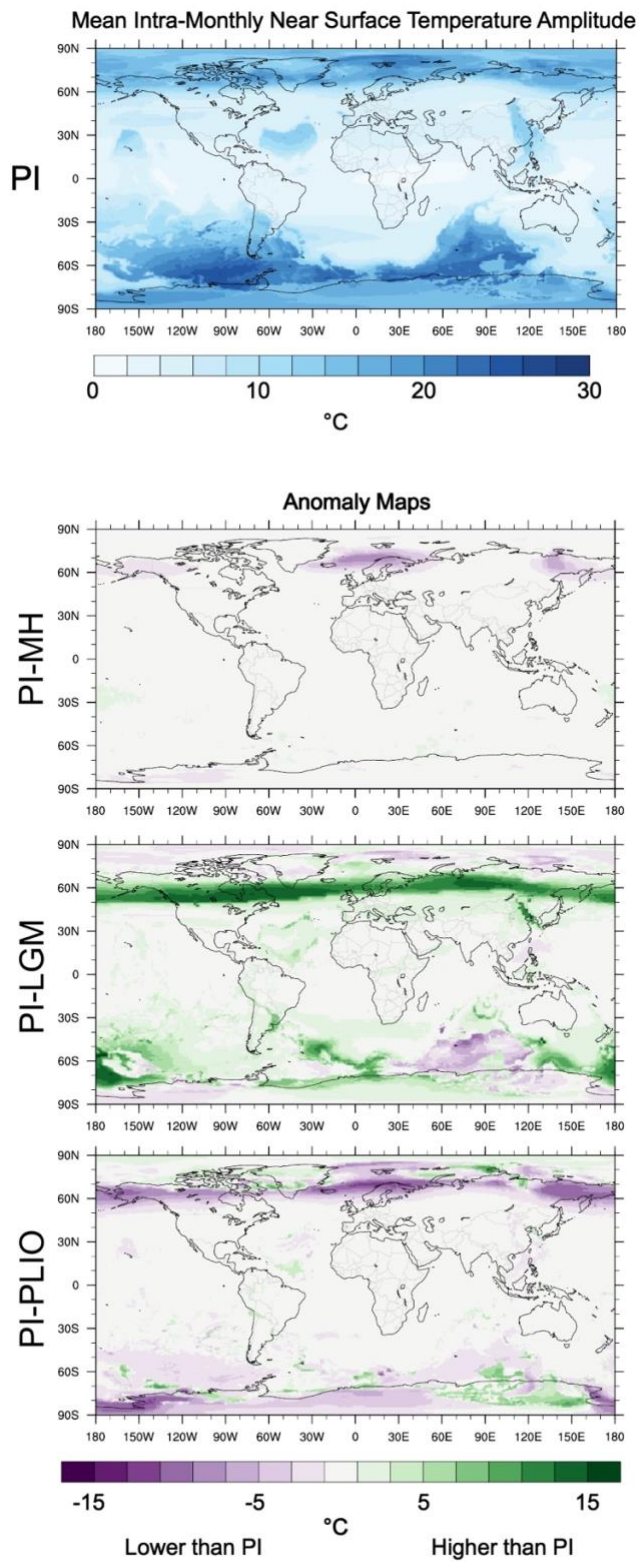 Mean Intra-Monthly Near Surface Temperature Amplitude
PI
90N
60N
30N
0
30S
60S
90S
180 150W 120W 90W 60W 30W 0 30E 60E 90E 120E 150E 180
0 10 20 30
°C
Anomaly Maps
PI-MH
90N
60N
30N
0
30S
60S
90S
180 150W 120W 90W 60W 30W 0 30E 60E 90E 120E 150E 180
PI-LGM
90N
60N
30N
0
30S
60S
90S
180 150W 120W 90W 60W 30W 0 30E 60E 90E 120E 150E 180
PI-PLIO
90N
60N
30N
0
30S
60S
90S
180 150W 120W 90W 60W 30W 0 30E 60E 90E 120E 150E 180
-15 -5 5 15
°C
Lower than PI Higher than PI